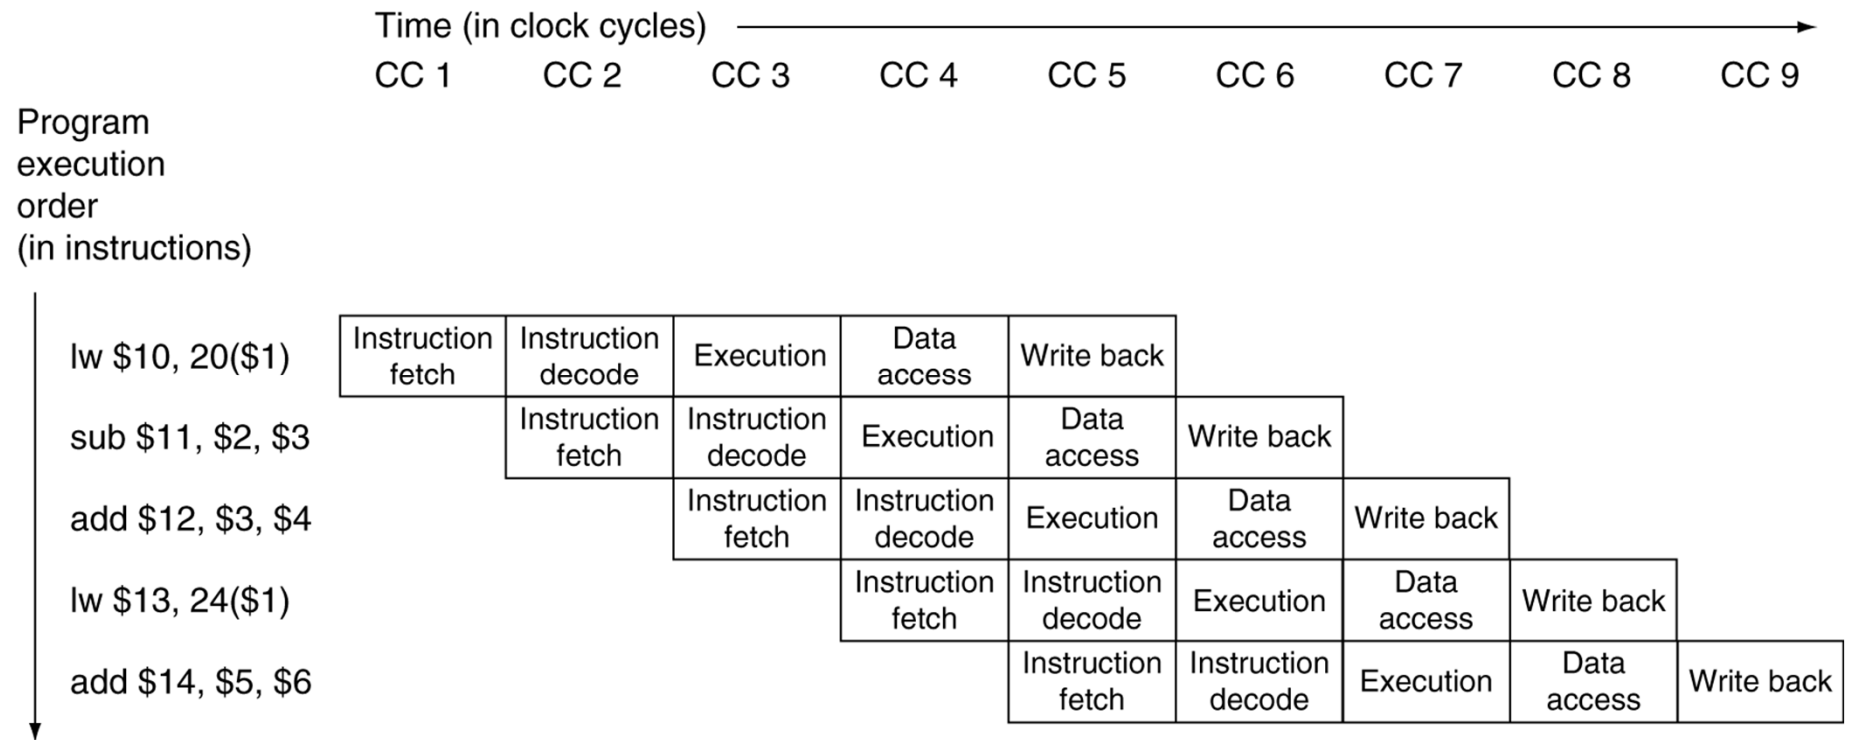 Time (in clock cycles)
CC 1 CC 2 CC 3 CC 4 CC 5 CC 6 CC 7 CC 8 CC 9
Program
execution
order
(in instructions)
lw $10, 20($1)
Instruction
fetch
Instruction
decode
Execution
Data
access
Write back
sub $11, $2, $3
Instruction
fetch
Instruction
decode
Execution
Data
access
Write back
add $12, $3, $4
Instruction
fetch
Instruction
decode
Execution
Data
access
Write back
lw $13, 24($1)
Instruction
fetch
Instruction
decode
Execution
Data
access
Write back
add $14, $5, $6
Instruction
fetch
Instruction
decode
Execution
Data
access
Write back